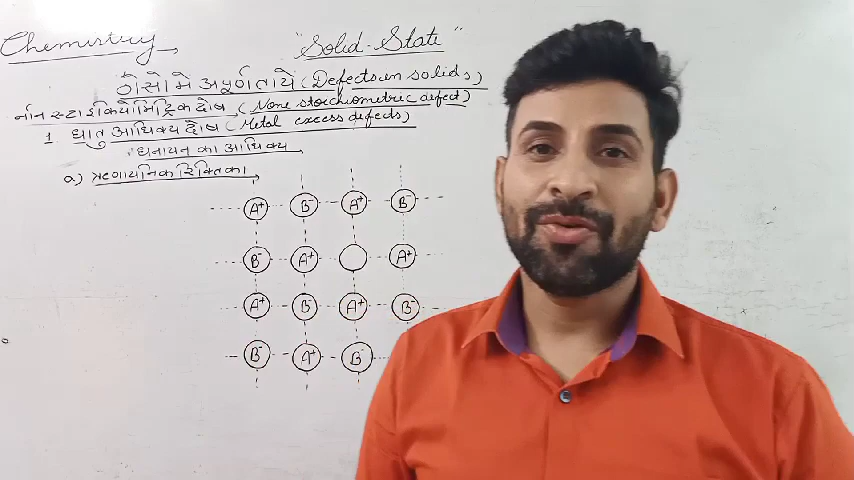 Chemistry "Solid-State"
ठोसो मे अपूर्णताये (Defects in solids)
नॉन स्टाइकियोमिट्रिक दोष (None stoichiometric defect)
1. धातु आधिक्य दोष (Metal excess defects)
धनायन का आधिक्य
a) ऋणायनिक रिक्तिका
A+ B- A+ B-
B- A+ A+
A+ B- A+ B-
B- A+ B-